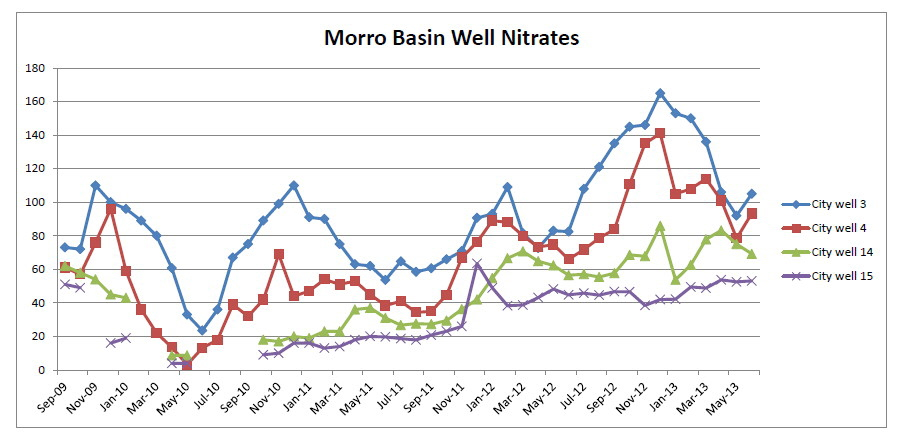 Morro Basin Well Nitrates
180
160
140
120
100
80
60
40
20
0
Sep-09
Nov-09
Jan-10
Mar-10
May-10
Jul-10
Sep-10
Nov-10
Jan-11
Mar-11
May-11
Jul-11
Sep-11
Nov-11
Jan-12
Mar-12
May-12
Jul-12
Sep-12
Nov-12
Jan-13
Mar-13
May-13
City well 3
City well 4
City well 14
City well 15